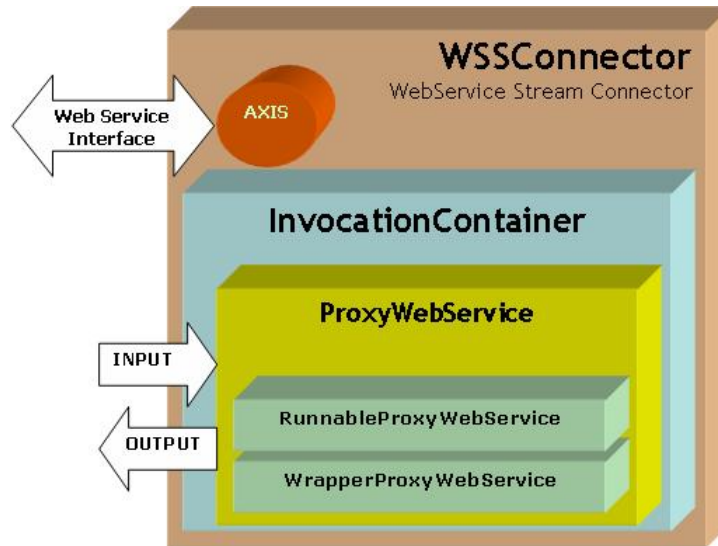 WSSConnector
WebService Stream Connector
AXIS
Web Service
Interface
InvocationContainer
ProxyWebService
INPUT
RunnableProxyWebService
OUTPUT
WrapperProxyWebService